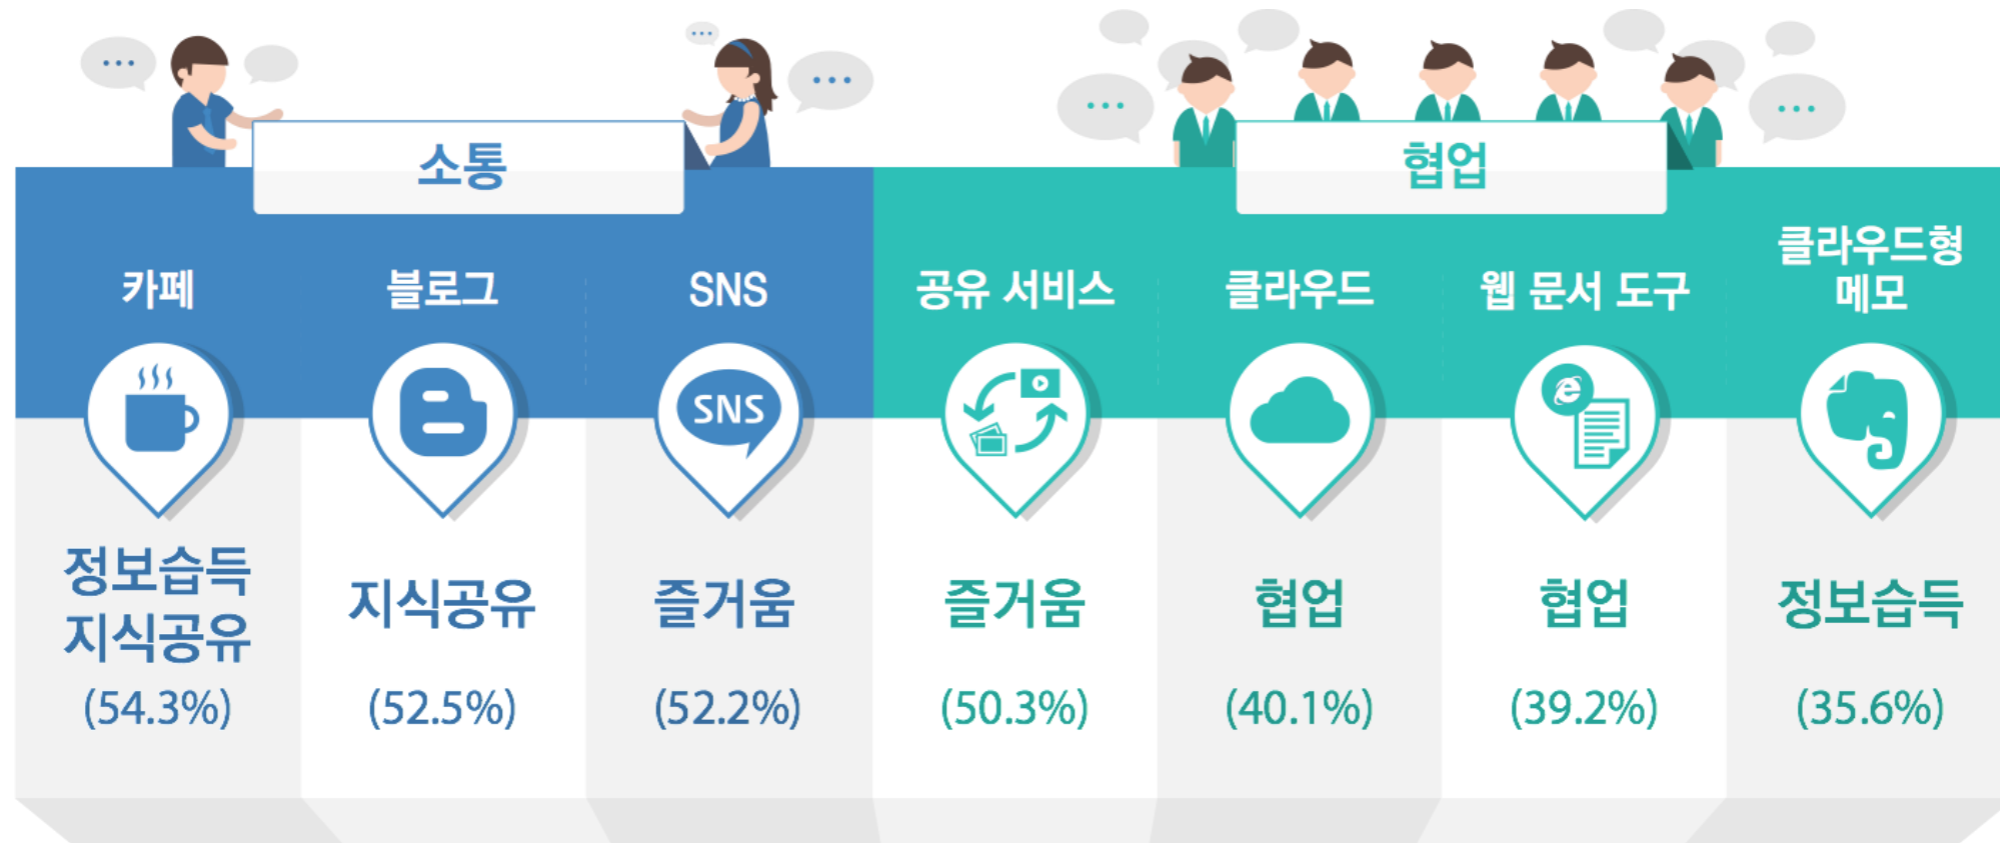 소통
카페
블로그
SNS
SNS
정보습득
지식공유
(54.3%)
지식공유
(52.5%)
즐거움
(52.2%)
협업
공유 서비스
클라우드
웹 문서 도구
클라우드형
메모
즐거움
(50.3%)
협업
(40.1%)
협업
(39.2%)
정보습득
(35.6%)